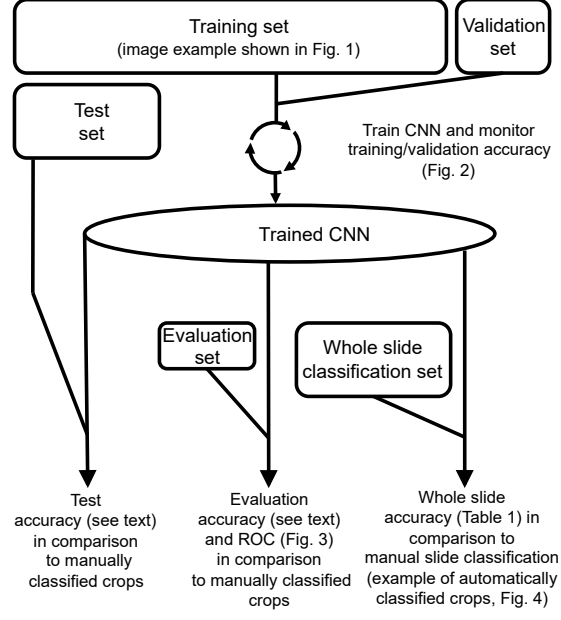 Training set
(image example shown in Fig. 1)
Validation
set
Test
set
Train CNN and monitor
training/validation accuracy
(Fig. 2)
Trained CNN
Evaluation
set
Whole slide
classification set
Test
accuracy (see text)
in comparison
to manually
classified crops
Evaluation
accuracy (see text)
and ROC (Fig. 3)
in comparison
to manually classified
crops
Whole slide
accuracy (Table 1) in
comparison to
manual slide classification
(example of automatically
classified crops, Fig. 4)